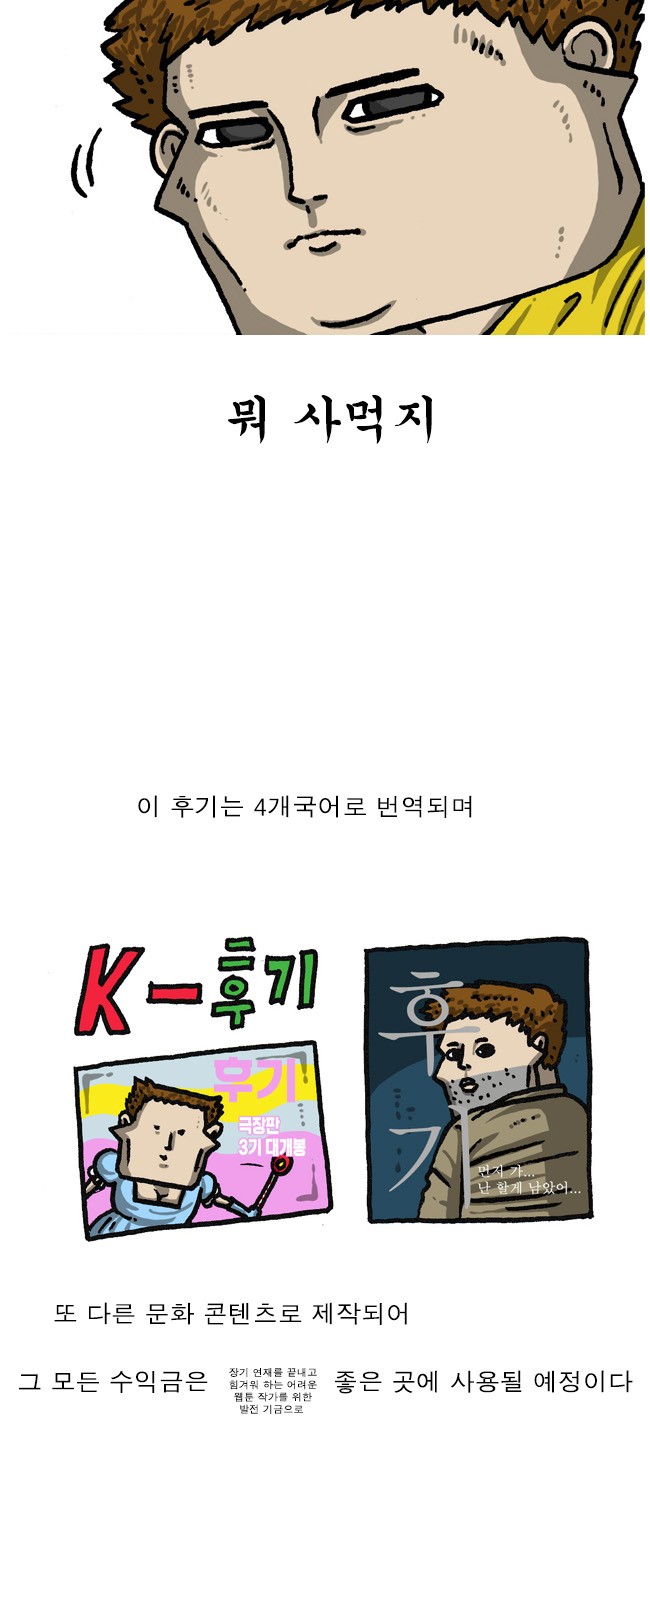 뭐 사먹지
이 후기는 4개국어로 번역되며
K-후기
후기
극장판
3기 대개봉
후기
먼저 가...
난 할게 남았어...
또 다른 문화 콘텐츠로 제작되어
그 모든 수익금은
장기 연재를 끝내고
힘겨워 하는 어려운
웹툰 작가를 위한
발전 기금으로
좋은 곳에 사용될 예정이다